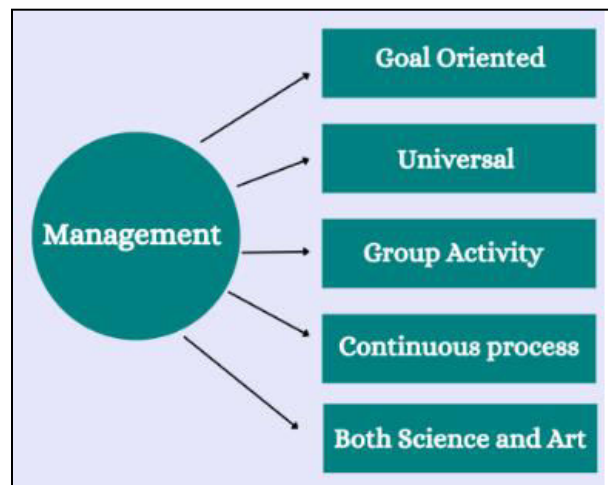 Management
Goal Oriented
Universal
Group Activity
Continuous process
Both Science and Art